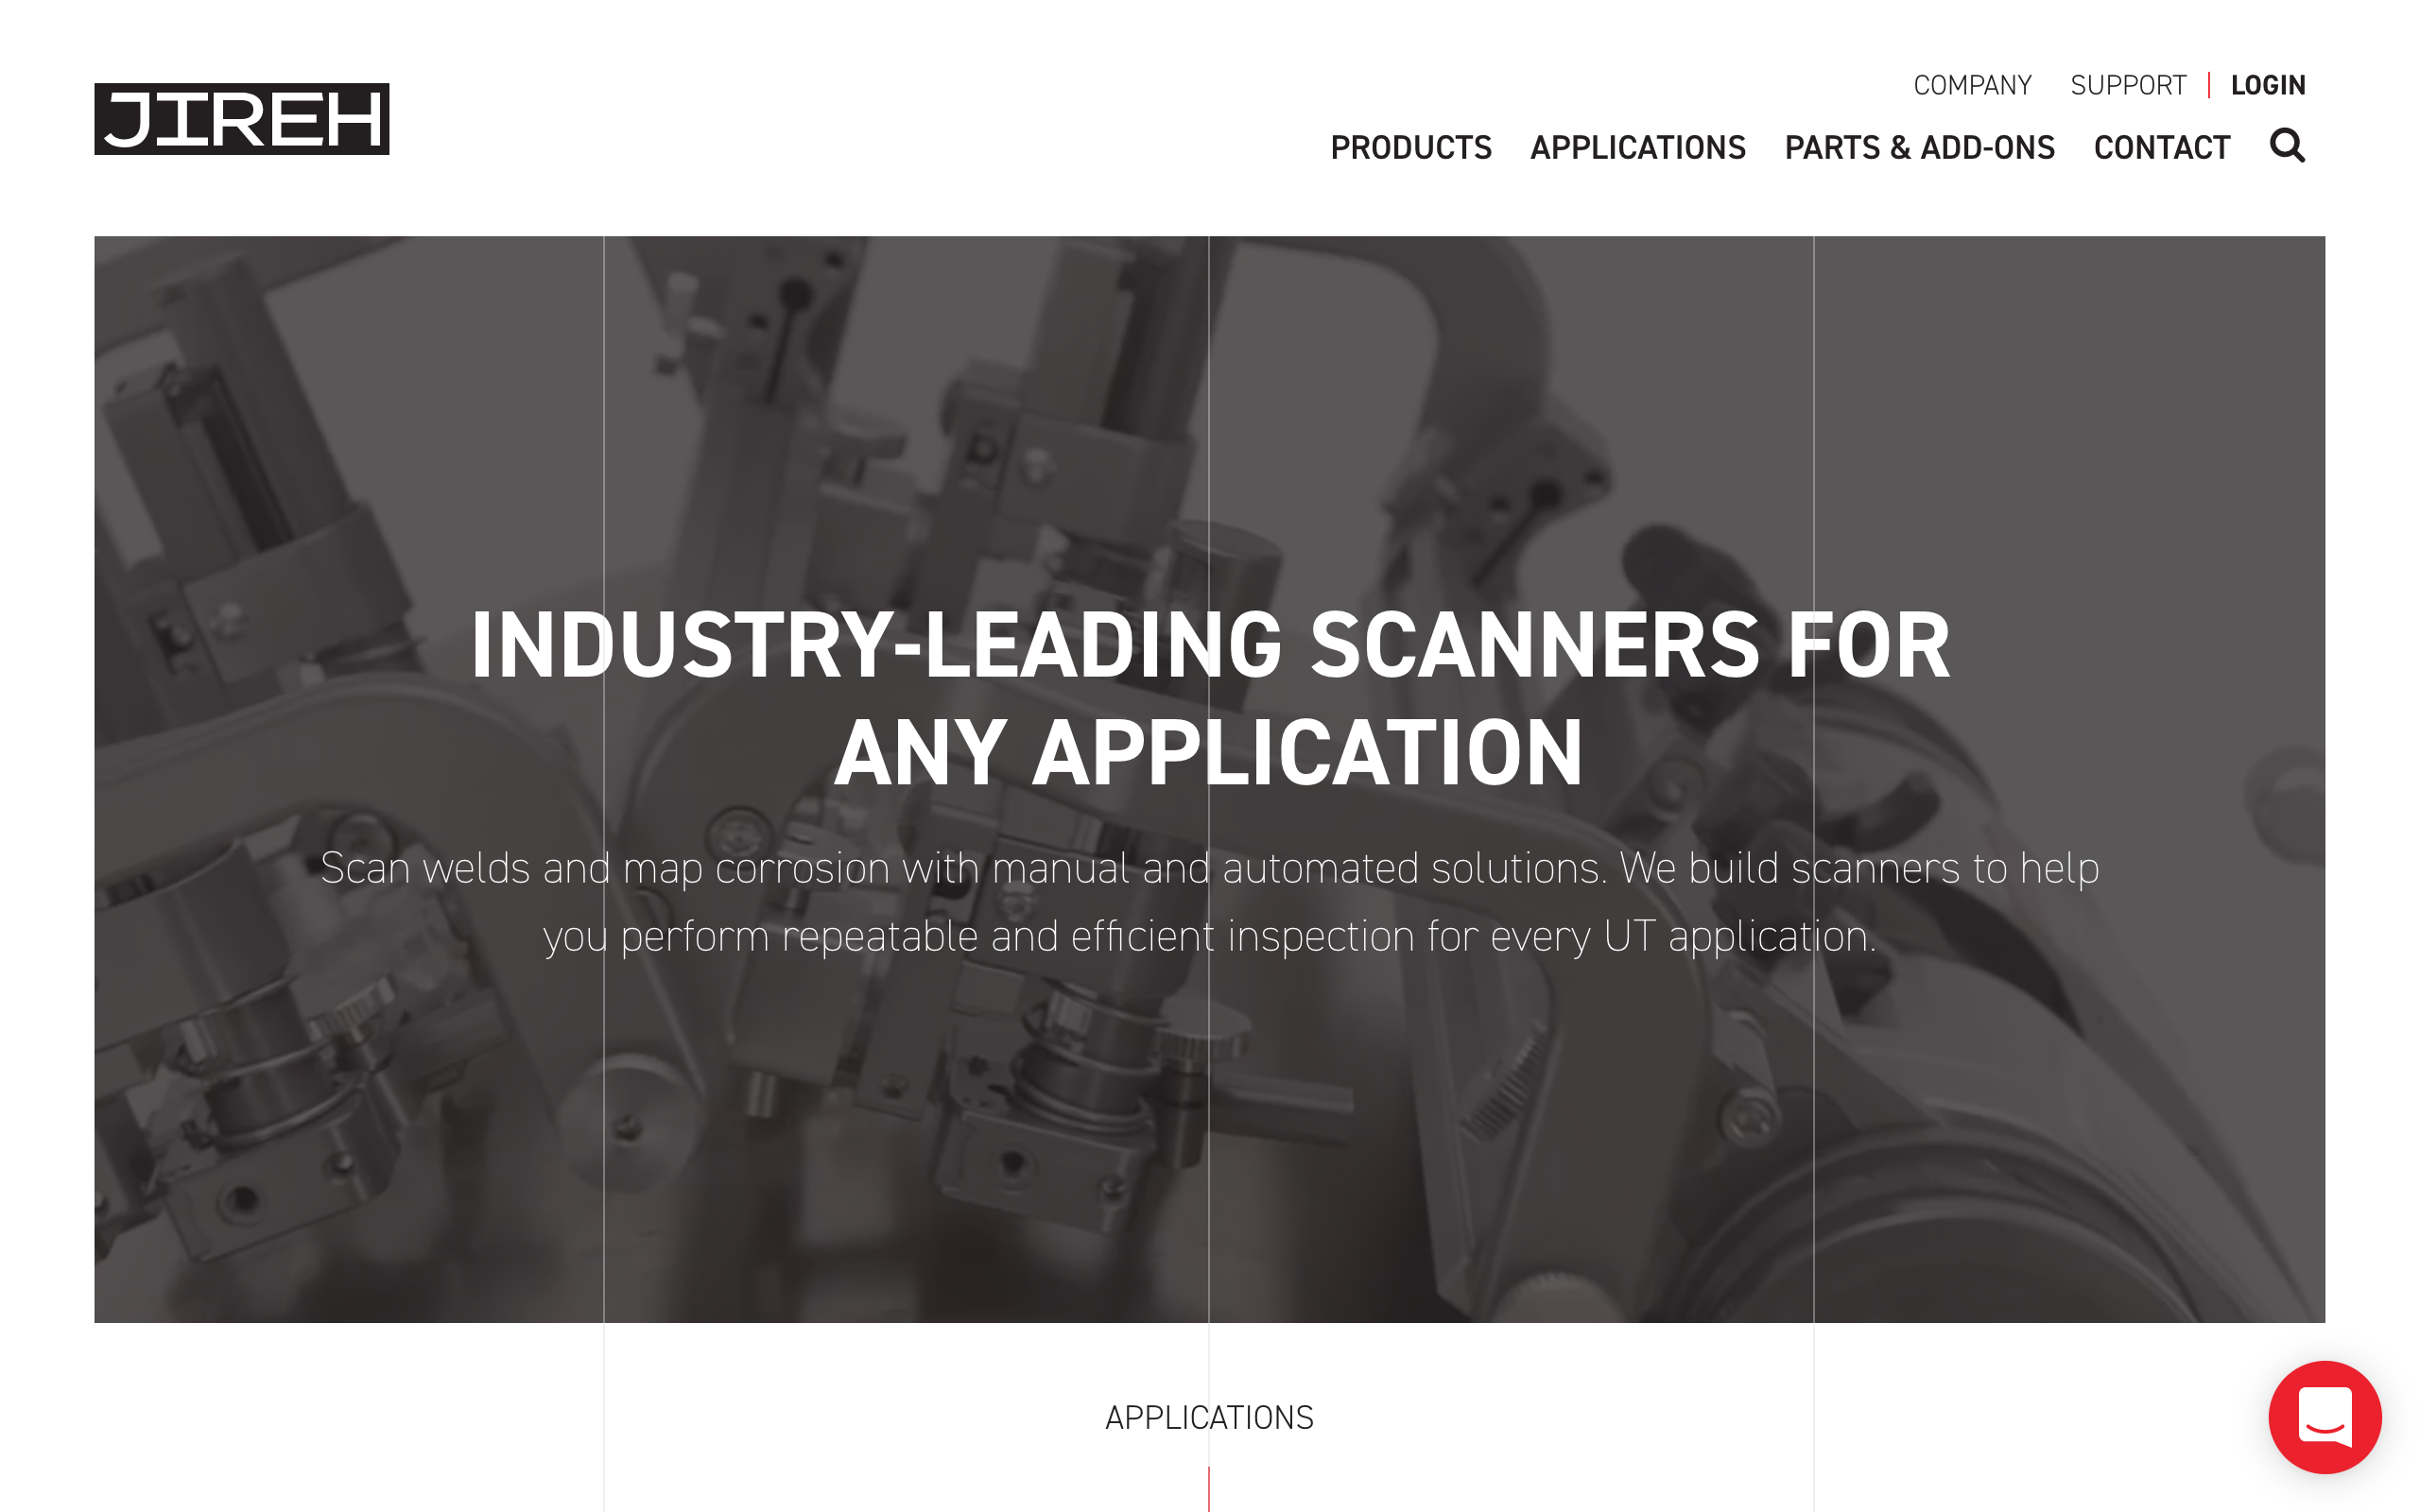 JIREH
COMPANY SUPPORT LOGIN
PRODUCTS APPLICATIONS PARTS & ADD-ONS CONTACT
INDUSTRY-LEADING SCANNERS FOR
ANY APPLICATION
Scan welds and map corrosion with manual and automated solutions. We build scanners to help
you perform repeatable and efficient inspection for every UT application.
APPLICATIONS